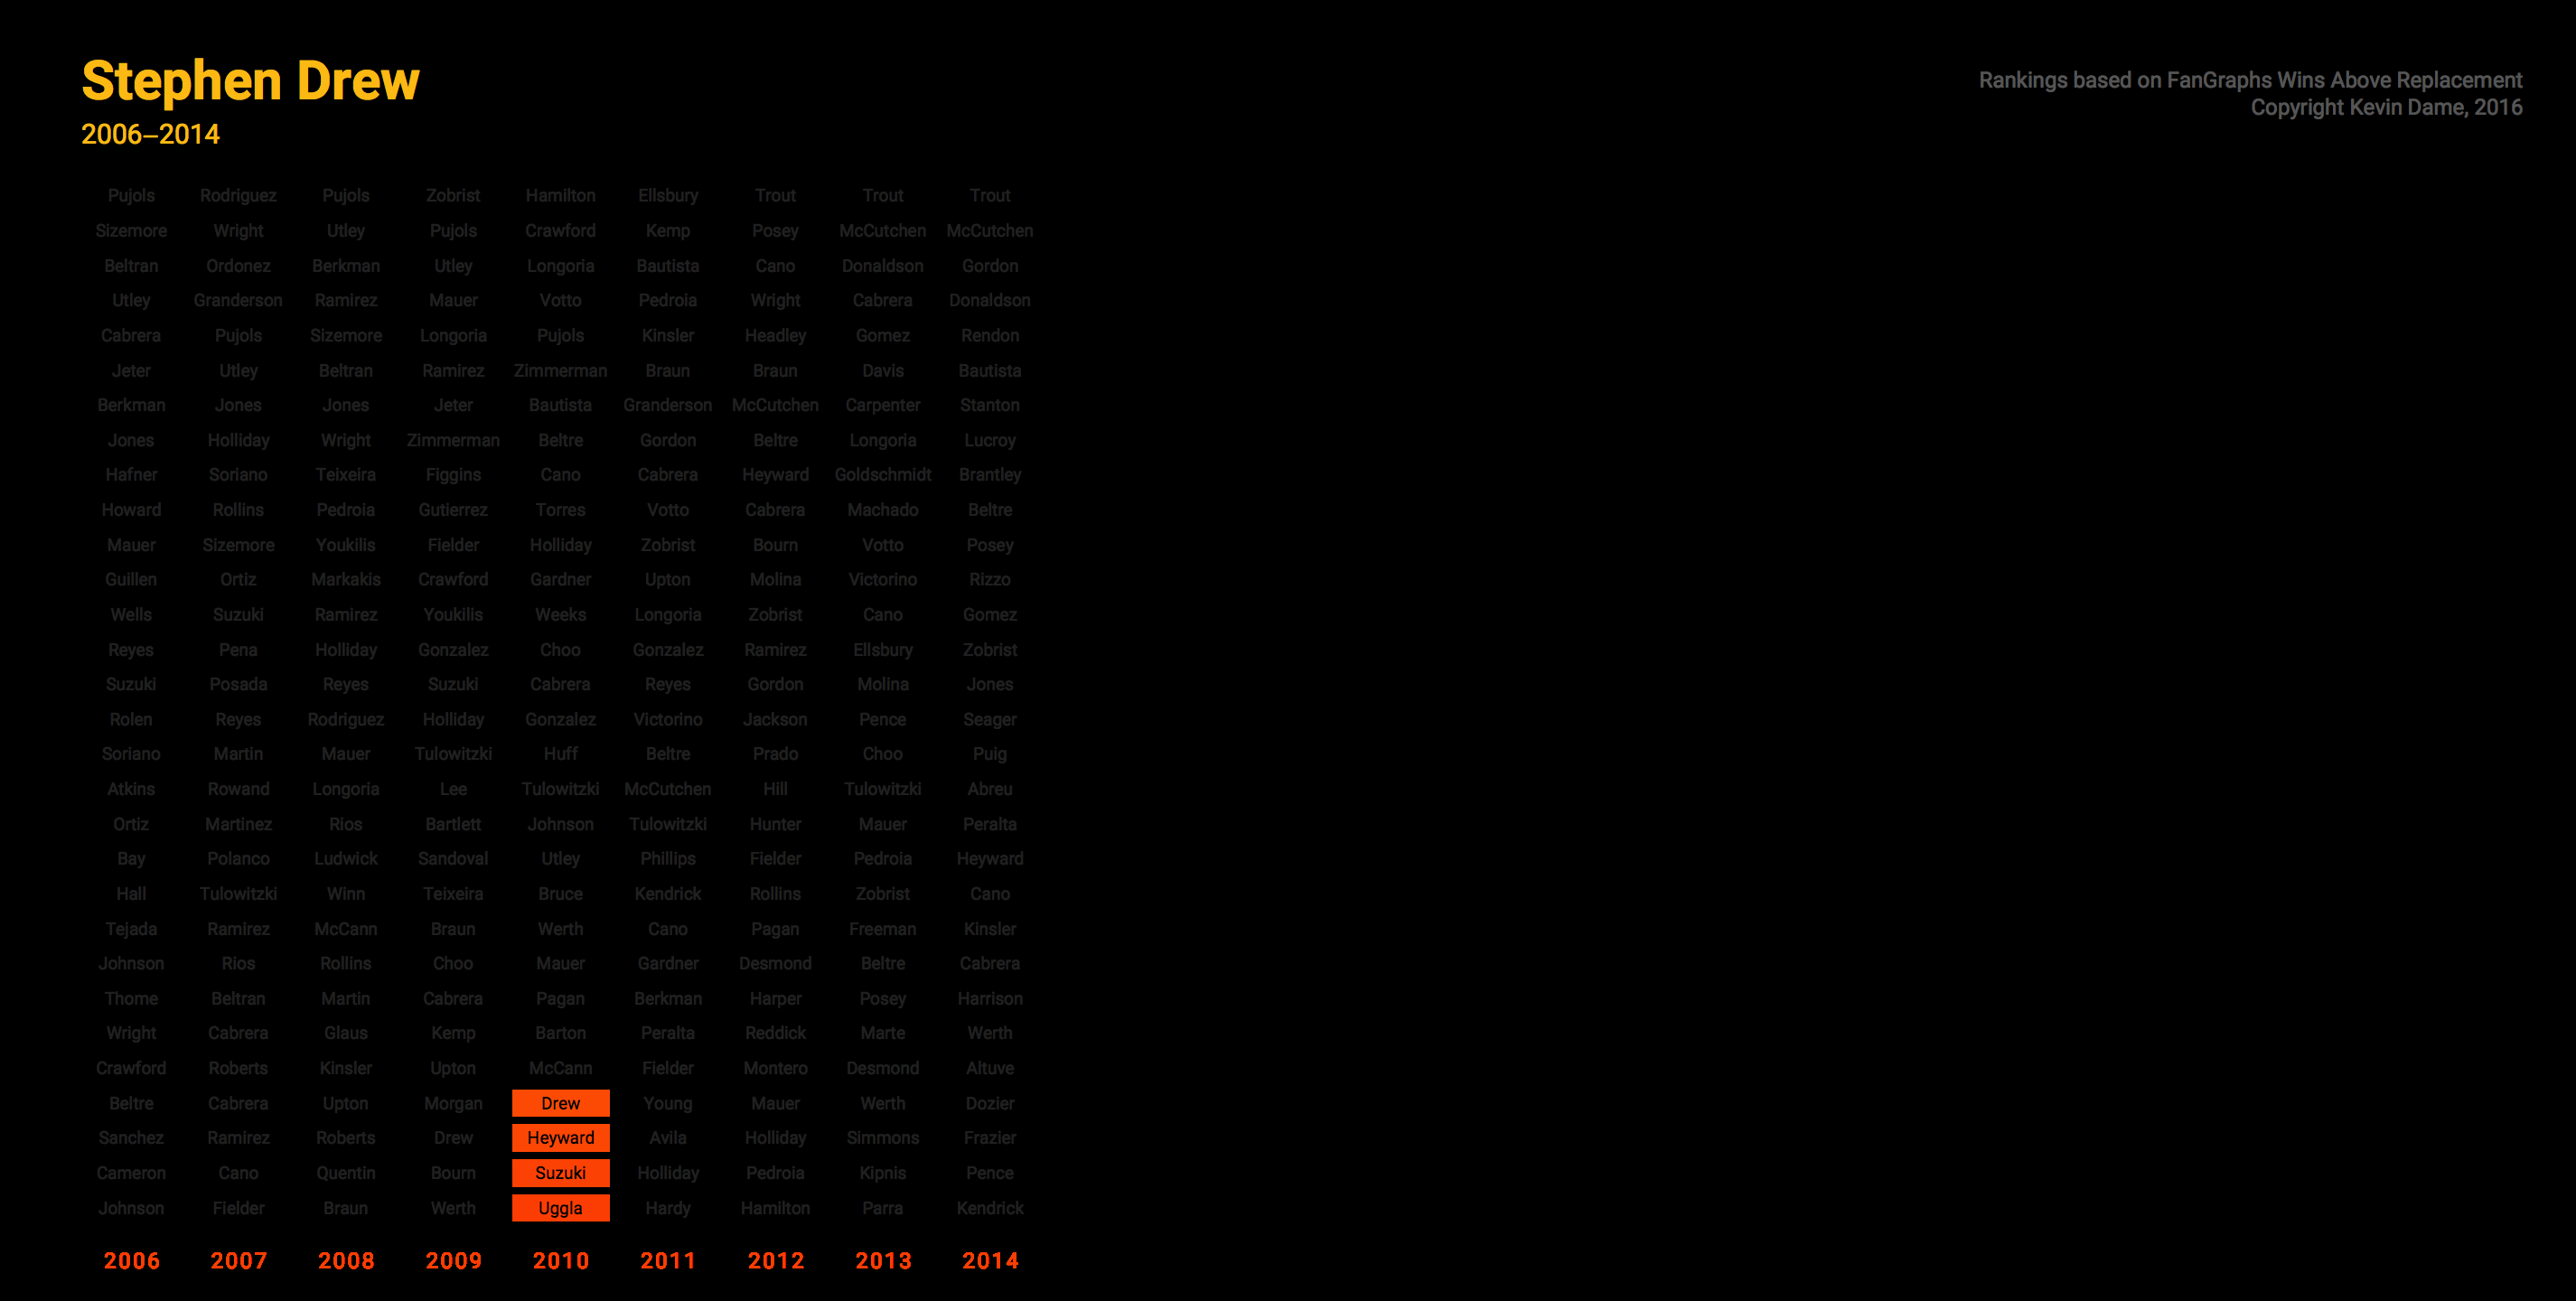 Stephen Drew
2006–2014
Rankings based on FanGraphs Wins Above Replacement
Copyright Kevin Dame, 2016
Pujols Rodriguez Pujols Zobrist Hamilton Ellsbury Trout Trout Trout
Sizemore Wright Utley Pujols Crawford Kemp Posey McCutchen McCutchen
Beltran Ordonez Berkman Utley Longoria Bautista Cano Donaldson Gordon
Utley Granderson Ramirez Mauer Votto Pedroia Wright Cabrera Donaldson
Cabrera Pujols Sizemore Longoria Pujols Kinsler Headley Gomez Rendon
Jeter Utley Beltran Ramirez Zimmerman Braun Braun Davis Bautista
Berkman Jones Jones Jeter Bautista Granderson McCutchen Carpenter Stanton
Jones Holliday Wright Zimmerman Beltre Gordon Beltre Longoria Lucroy
Hafner Soriano Teixeira Figgins Cano Cabrera Heyward Goldschmidt Brantley
Howard Rollins Pedroia Gutierrez Torres Votto Cabrera Machado Beltre
Mauer Sizemore Youkilis Fielder Holliday Zobrist Bourn Votto Posey
Guillen Ortiz Markakis Crawford Gardner Upton Molina Victorino Rizzo
Wells Suzuki Ramirez Youkilis Weeks Longoria Zobrist Cano Gomez
Reyes Pena Holliday Gonzalez Choo Gonzalez Ramirez Ellsbury Zobrist
Suzuki Posada Reyes Suzuki Cabrera Reyes Gordon Molina Jones
Rolen Reyes Rodriguez Holliday Gonzalez Victorino Jackson Pence Seager
Soriano Martin Mauer Tulowitzki Huff Beltre Prado Choo Puig
Atkins Rowand Longoria Lee Tulowitzki McCutchen Hill Tulowitzki Abreu
Ortiz Martinez Rios Bartlett Johnson Tulowitzki Hunter Mauer Peralta
Bay Polanco Ludwick Sandoval Utley Phillips Fielder Pedroia Heyward
Hall Tulowitzki Winn Teixeira Bruce Kendrick Rollins Zobrist Cano
Tejada Ramirez McCann Braun Werth Cano Pagan Freeman Kinsler
Johnson Rios Rollins Choo Mauer Gardner Desmond Beltre Cabrera
Thome Beltran Martin Cabrera Pagan Berkman Harper Posey Harrison
Wright Cabrera Glaus Kemp Barton Peralta Reddick Marte Werth
Crawford Roberts Kinsler Upton McCann Fielder Montero Desmond Altuve
Beltre Cabrera Upton Morgan Drew Young Mauer Werth Dozier
Sanchez Ramirez Roberts Drew Heyward Avila Holliday Simmons Frazier
Cameron Cano Quentin Bourn Suzuki Holliday Pedroia Kipnis Pence
Johnson Fielder Braun Werth Uggla Hardy Hamilton Parra Kendrick
2006 2007 2008 2009 2010 2011 2012 2013 2014